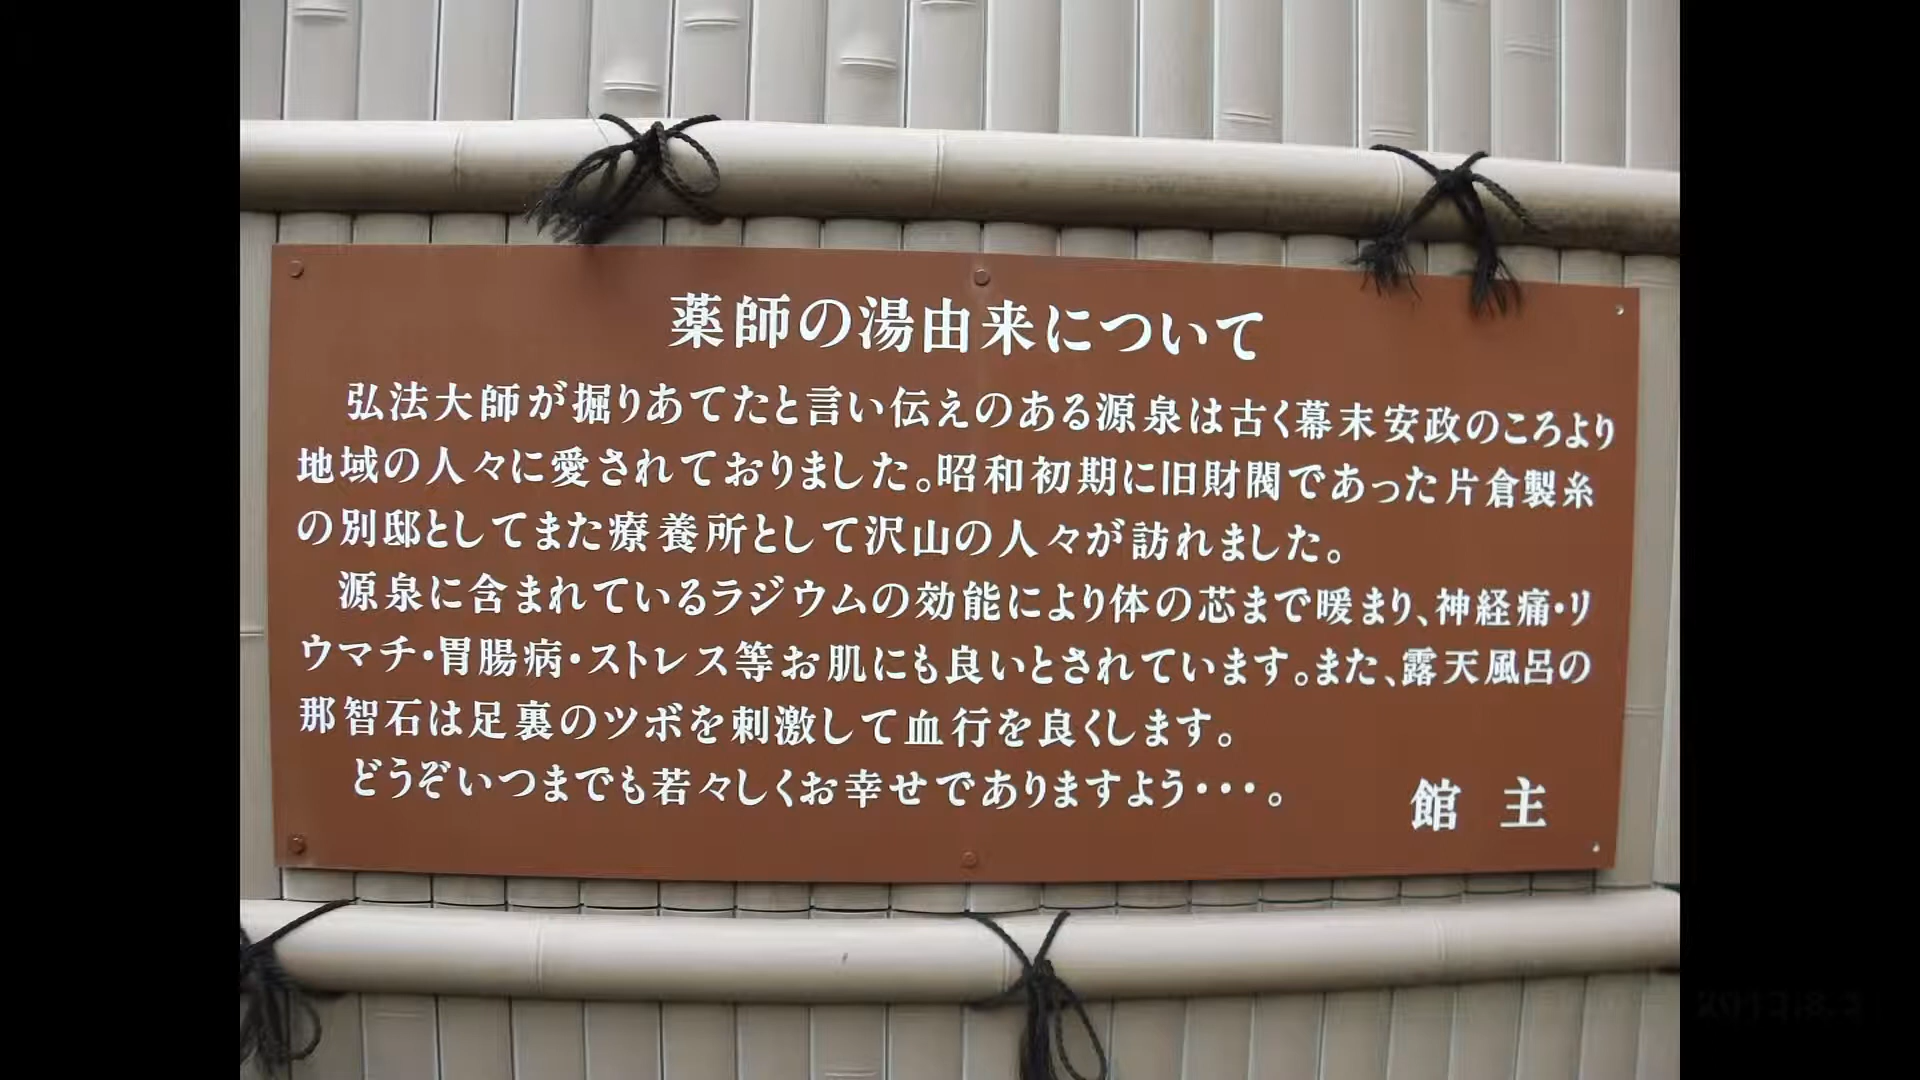 薬師の湯由来について
弘法大師が掘りあてたと言い伝えのある源泉は古く幕末安政のころより
地域の人々に愛されておりました。昭和初期に旧財閥であった片倉製糸
の別邸としてまた療養所として沢山の人々が訪れました。
源泉に含まれているラジウムの効能により体の芯まで暖まり、神経痛・リ
ウマチ・胃腸病・ストレス等お肌にも良いとされています。また、露天風呂の
那智石は足裏のツボを刺激して血行を良くします。
どうぞいつまでも若々しくお幸せでありますよう・・・。
館 主